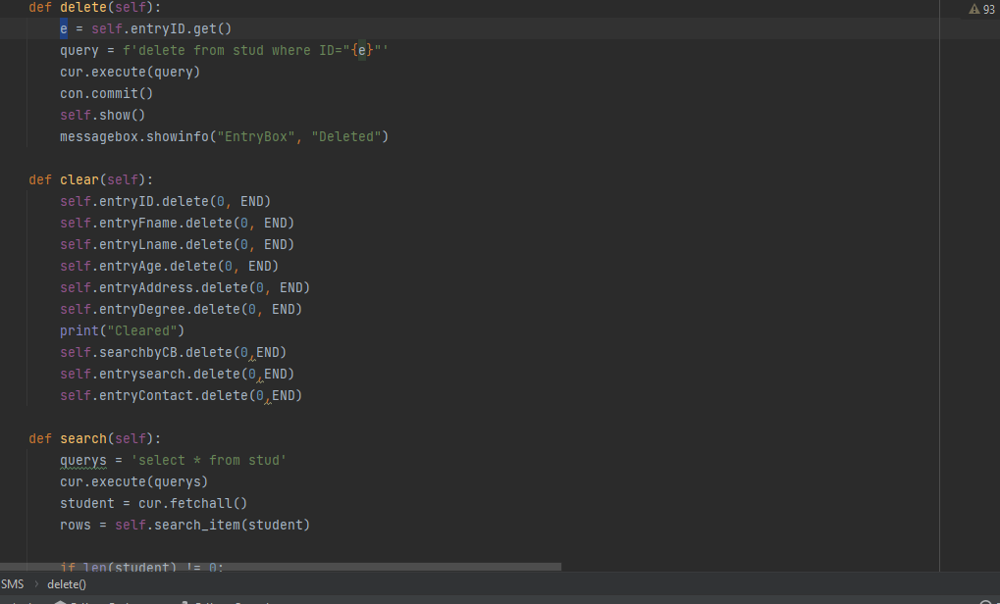 def delete(self):
93
e = self.entryID.get()
query = f'delete from stud where ID="{e}"'
cur.execute(query)
con.commit()
self.show()
messagebox.showinfo("EntryBox", "Deleted")
def clear(self):
self.entryID.delete(0, END)
self.entryFname.delete(0, END)
self.entryLname.delete(0, END)
self.entryAge.delete(0, END)
self.entryAddress.delete(0, END)
self.entryDegree.delete(0, END)
print("Cleared")
self.searchbyCB.delete(0,END)
self.entrysearch.delete(0,END)
self.entryContact.delete(0,END)
def search(self):
querys = 'select * from stud'
cur.execute(querys)
student = cur.fetchall()
rows = self.search_item(student)
if len(student) != 0:
SMS › delete()